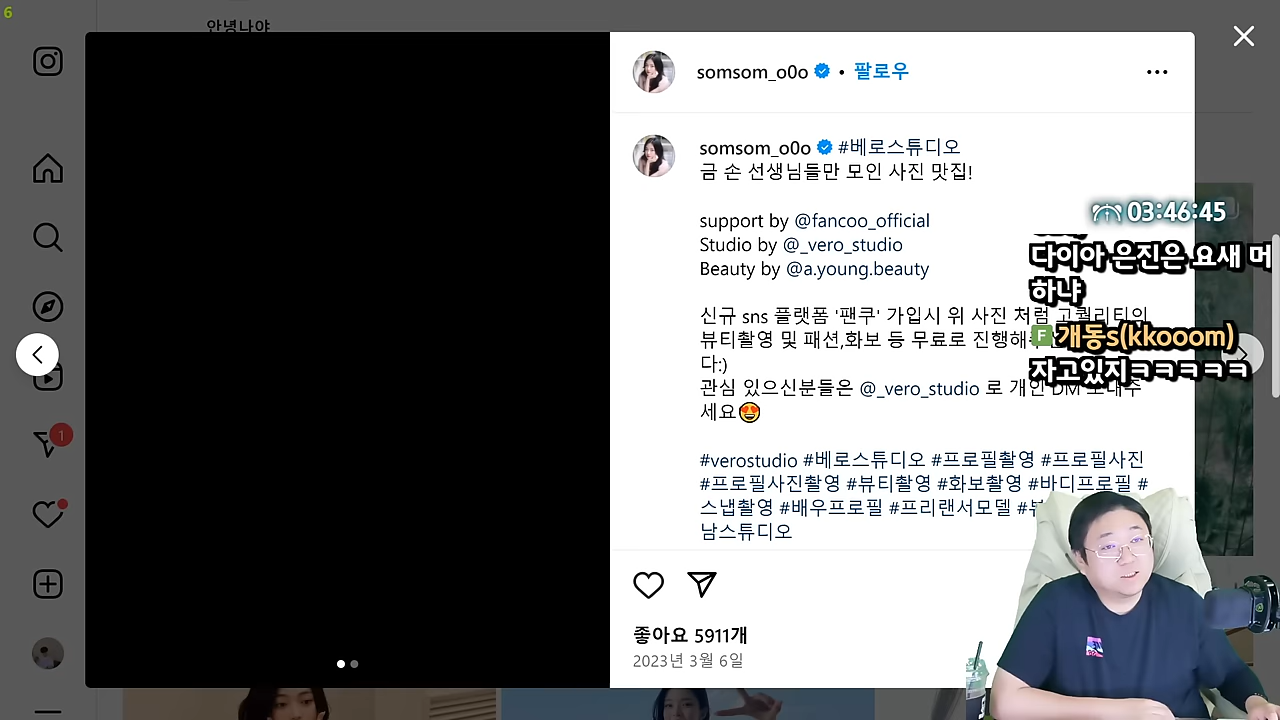 6
안녕나야
somsom_o0o • 팔로우
somsom_o0o #베로스튜디오
금 손 선생님들만 모인 사진 맛집!
support by @fancoo_official
Studio by @_vero_studio
Beauty by @a.young.beauty
신규 sns 플랫폼 '팬쿠' 가입시 위 사진 처럼 고퀄리티의
뷰티촬영 및 패션,화보 등 무료로 진행해
다:)
관심 있으신분들은 @_vero_studio 로 개인 DM 보내주
세요😍
#verostudio #베로스튜디오 #프로필촬영 #프로필사진
#프로필사진촬영 #뷰티촬영 #화보촬영 #바디프로필 #
스냅촬영 #배우프로필 #프리랜서모델
남스튜디오
좋아요 5911개
2023년 3월 6일
03:46:45
다이아 은진은 요새 머
하냐
F 개동s(kkooom)
자고있지ㅋㅋㅋㅋㅋ
1